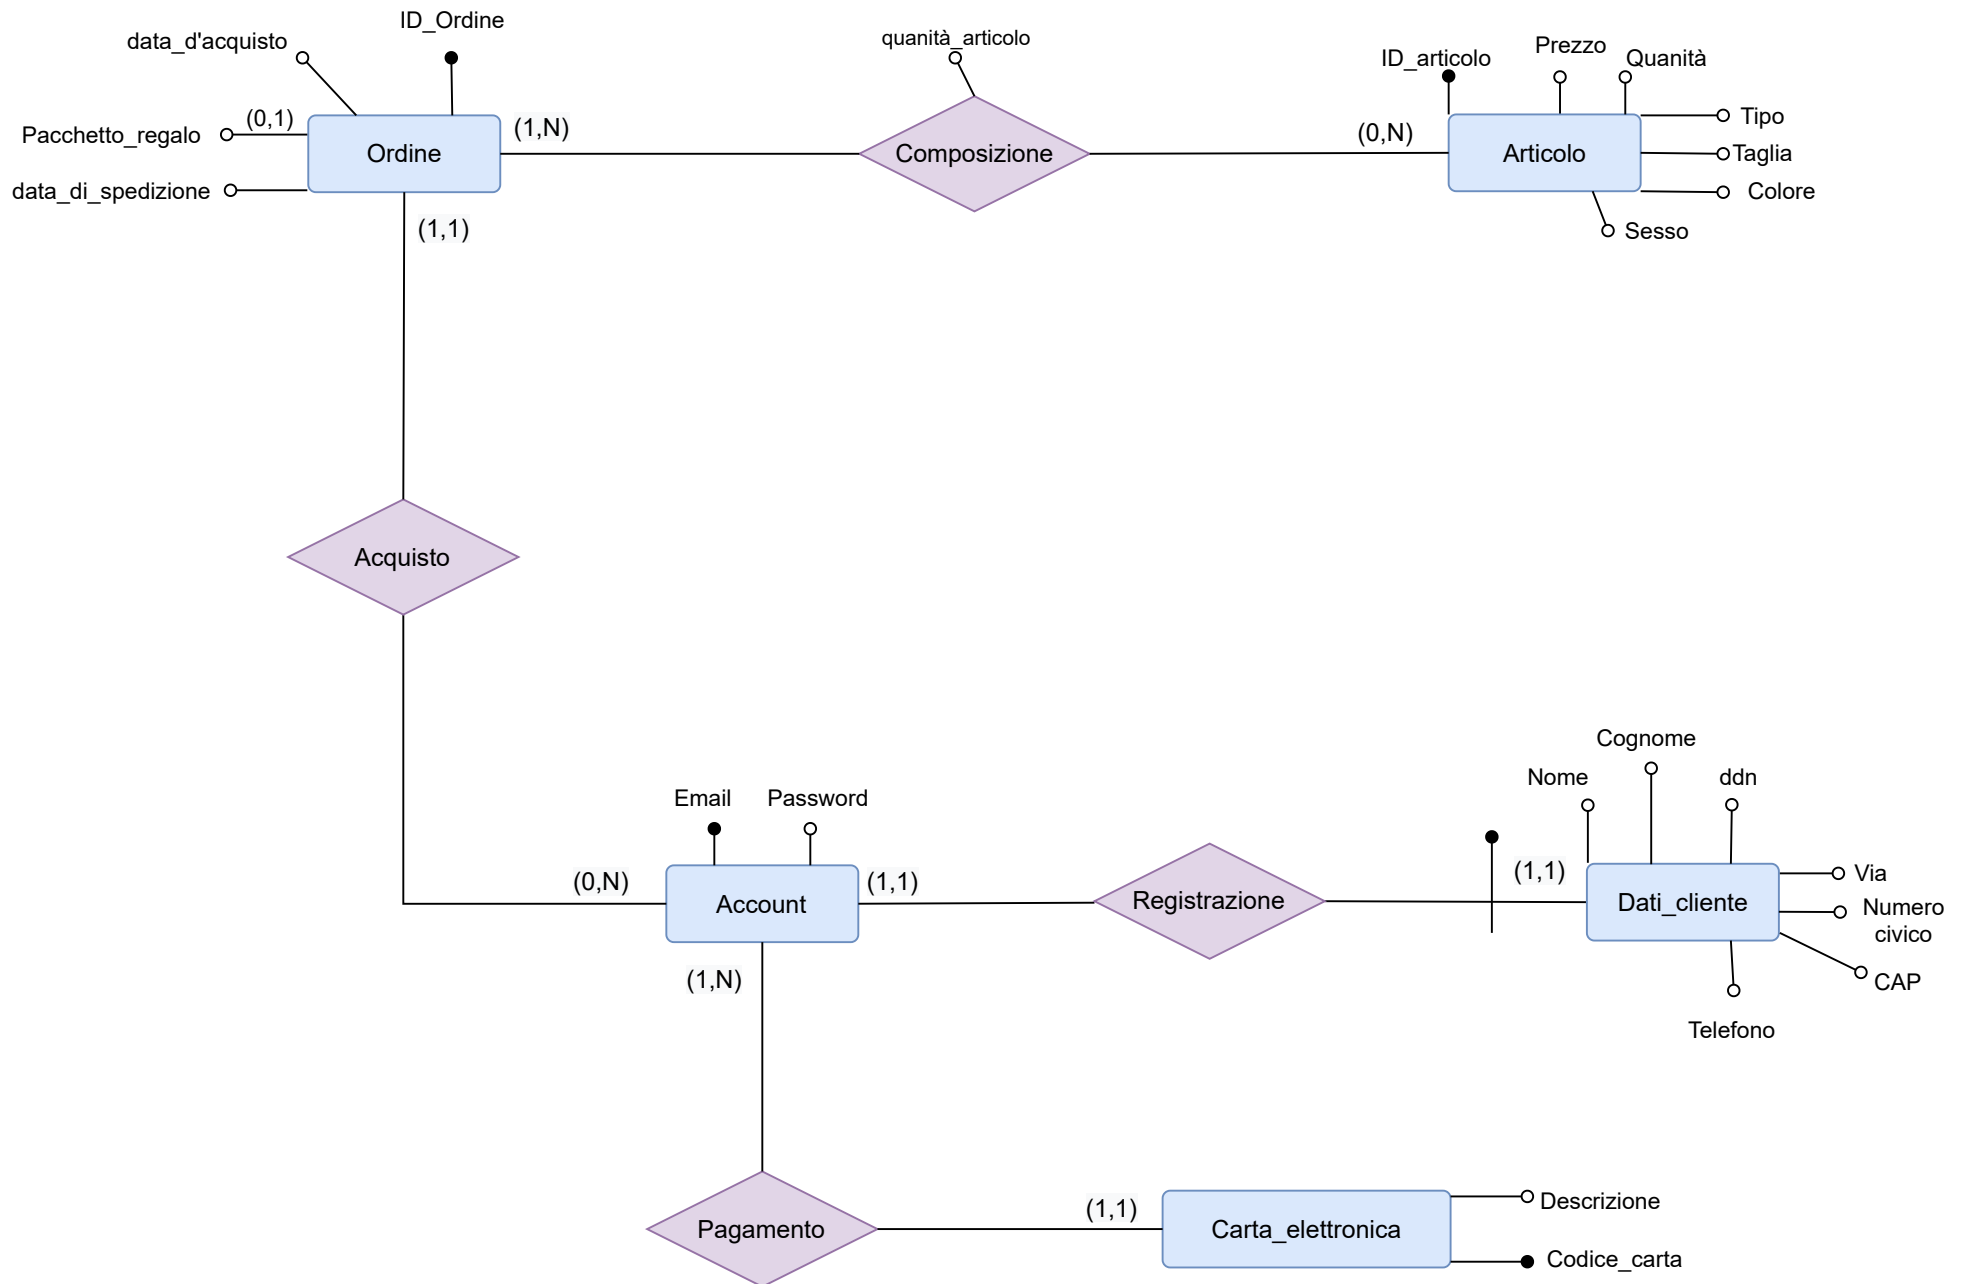 ID_Ordine
data_d'acquisto
quanità_articolo
Prezzo
ID_articolo
Quanità
Pacchetto_regalo
(0,1)
(1,N)
(0,N)
Tipo
Ordine
Composizione
Articolo
Taglia
data_di_spedizione
Colore
(1,1)
Sesso
Acquisto
Cognome
Nome
ddn
Email
Password
(0,N)
(1,1)
(1,1)
Via
Account
Registrazione
Dati_cliente
Numero
civico
(1,N)
CAP
Telefono
(1,1)
Descrizione
Pagamento
Carta_elettronica
Codice_carta